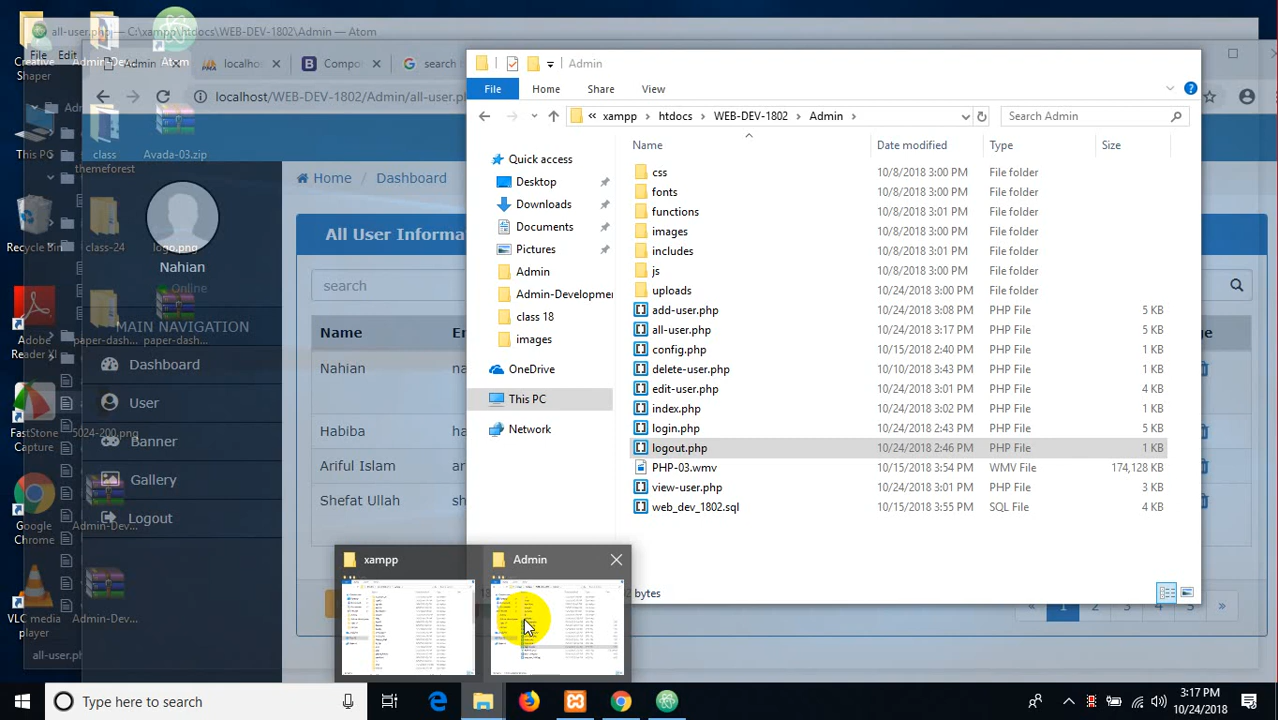 all-user.php — C:\xampp\htdocs\WEB-DEV-1802\Admin — Atom
File Edit
Creative Shaper
Admin-Dev...
Atom
Admin
localho
Compo
search
localhost/WEB-DEV-1802/Admin/all-user.p
This PC
class
themeforest
Avada-03.zip
Recycle Bin
class-24
logo.png
Nahian
Online
MAIN NAVIGATION
Adobe Reader XI
paper-dash...
paper-dash...
Dashboard
User
FastStone Capture
5024-200.png
Banner
Gallery
Google Chrome
Admin-Dev...
Logout
VLC media player
Admin-Dev...
all-user.ph
Home Dashboard
All User Informa
search
Name
Nahian
Habiba
Ariful Islam
Shefat Ullah
Admin
File Home Share View
« xampp › htdocs › WEB-DEV-1802 › Admin ›
Search Admin
Quick access
Desktop
Downloads
Documents
Pictures
Admin
Admin-Developmen
class 18
images
OneDrive
This PC
Network
Name Date modified Type Size
css 10/8/2018 3:00 PM File folder
fonts 10/8/2018 3:00 PM File folder
functions 10/8/2018 3:01 PM File folder
images 10/8/2018 3:00 PM File folder
includes 10/8/2018 3:01 PM File folder
js 10/8/2018 3:00 PM File folder
uploads 10/24/2018 3:00 PM File folder
add-user.php 10/24/2018 3:08 PM PHP File 5 KB
all-user.php 10/24/2018 3:17 PM PHP File 5 KB
config.php 10/15/2018 2:40 PM PHP File 1 KB
delete-user.php 10/10/2018 3:43 PM PHP File 1 KB
edit-user.php 10/24/2018 3:01 PM PHP File 4 KB
index.php 10/24/2018 3:02 PM PHP File 1 KB
login.php 10/24/2018 2:43 PM PHP File 5 KB
logout.php 10/24/2018 2:46 PM PHP File 1 KB
PHP-03.wmv 10/15/2018 3:54 PM WMV File 174,128 KB
view-user.php 10/24/2018 3:01 PM PHP File 3 KB
web_dev_1802.sql 10/15/2018 3:55 PM SQL File 4 KB
bytes
xampp
Admin
Type here to search
3:17 PM
10/24/2018